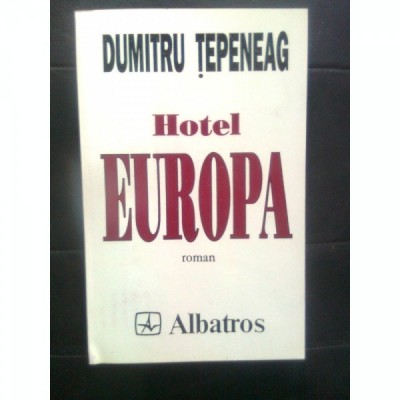 DUMITRU ȚEPENEAG
Hotel
EUROPA
roman
Albatros